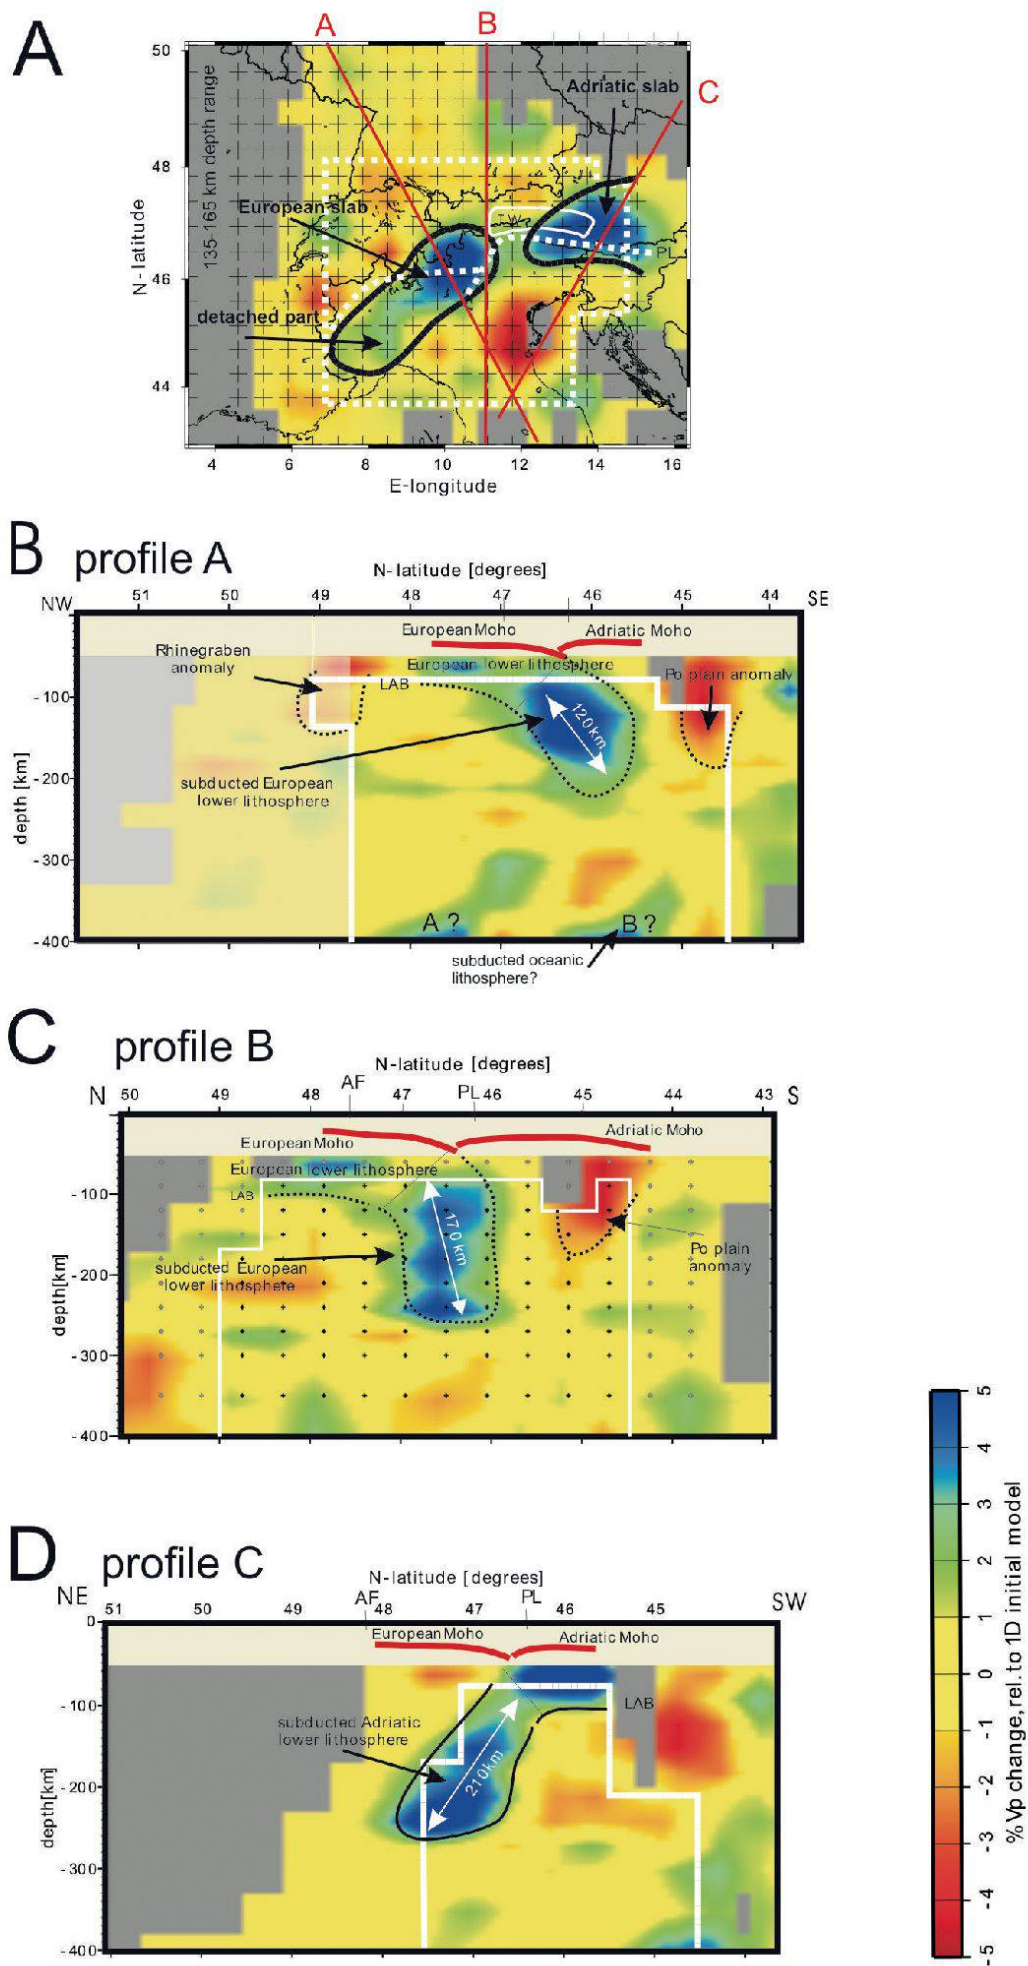 A
A
B
C
50
48
46
44
N-latitude
135-165 km depth range
Adriatic slab
European slab
TW
PL
detached part
4 6 8 10 12 14 16
E-longitude
B profile A
N-latitude [degrees]
NW 51 50 49 48 47 46 45 44 SE
European Moho Adriatic Moho
Rhinegraben
anomaly
European lower lithosphere
LAB
Po plain anomaly
120km
subducted European
lower lithosphere
-100
-200
-300
-400
depth [km]
A ? B ?
subducted oceanic
lithosphere?
C profile B
N-latitude [degrees]
AF PL
N 50 49 48 47 46 45 44 43 S
European Moho
Adriatic Moho
European lower lithosphere
LAB
170 km
Po plain
anomaly
subducted European
lower lithosphere
-100
-200
-300
-400
depth[km]
D profile C
N-latitude [degrees]
NE AF PL SW
51 50 49 48 47 46 45
European Moho Adriatic Moho
LAB
subducted Adriatic
lower lithosphere
210km
0
-100
-200
-300
-400
depth[km]
5
4
3
2
1
0
-1
-2
-3
-4
-5
% Vp change, rel. to 1D initial model